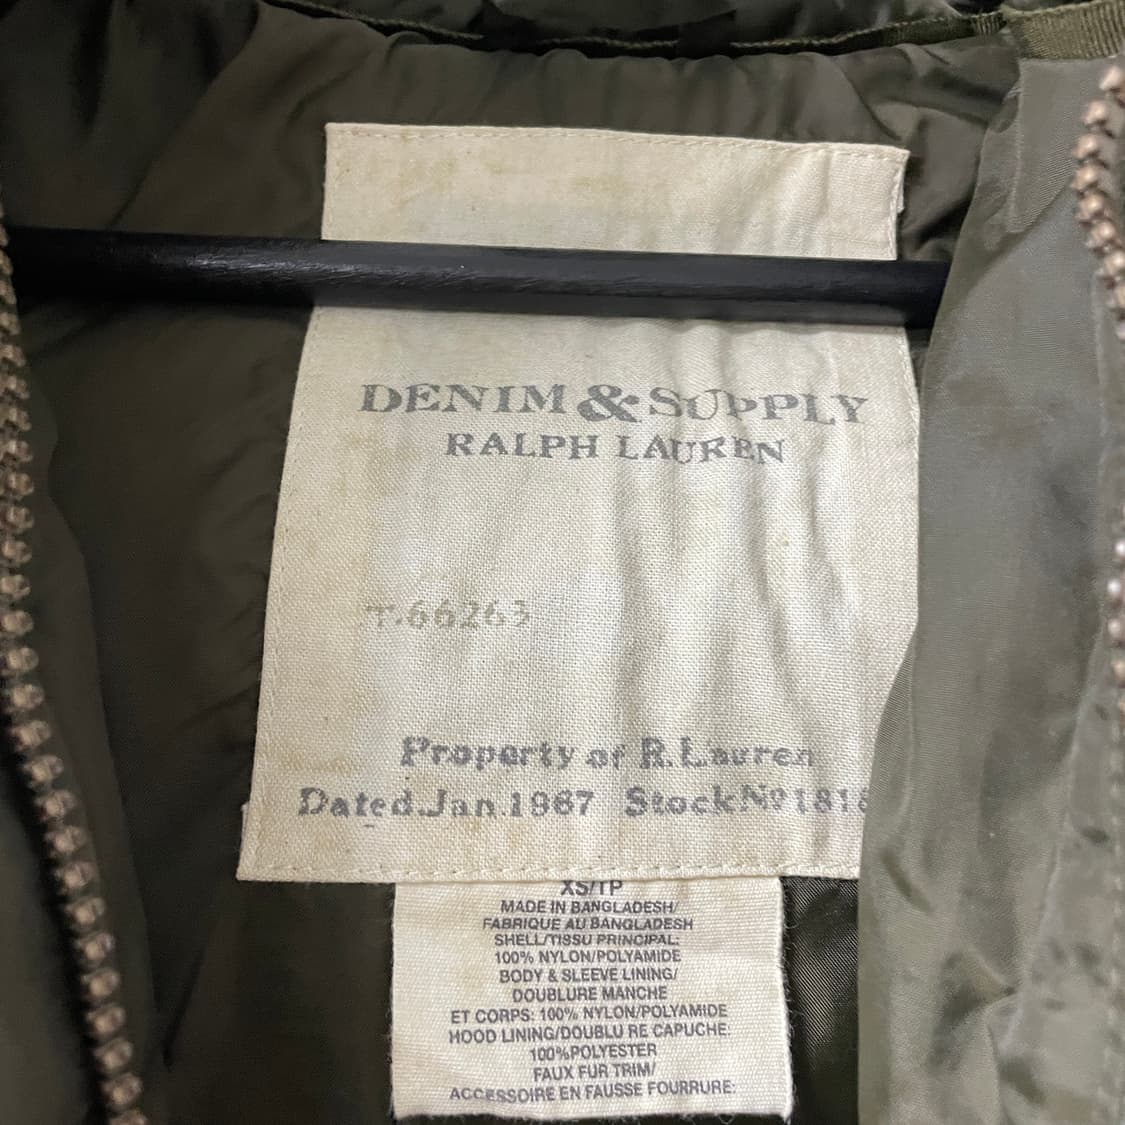 DENIM & SUPPLY
RALPH LAUREN
T.66263
Property of R.Lauren
Dated.Jan.1967 Stock Nº 1818
XS/TP
MADE IN BANGLADESH/
FABRIQUE AU BANGLADESH
SHELL/TISSU PRINCIPAL:
100% NYLON/POLYAMIDE
BODY & SLEEVE LINING/
DOUBLURE MANCHE
ET CORPS: 100% NYLON/POLYAMIDE
HOOD LINING/DOUBLU RE CAPUCHE:
100%POLYESTER
FAUX FUR TRIM/
ACCESSOIRE EN FAUSSE FOURRURE: